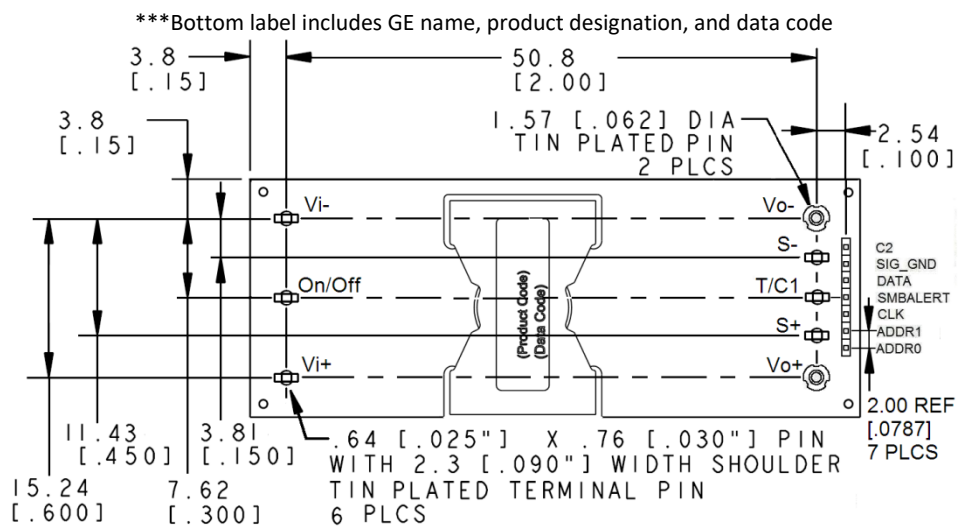 ***Bottom label includes GE name, product designation, and data code
3.8
[.15]
50.8
[2.00]
3.8
[.15]
1.57 [.062] DIA
TIN PLATED PIN
2 PLCS
2.54
[.100]
Vi-
Vo-
S-
On/Off
T/C1
S+
Vi+
Vo+
(Product Code)
(Data Code)
C2
SIG_GND
DATA
SMBALERT
CLK
ADDR1
ADDR0
2.00 REF
[.0787]
7 PLCS
11.43
[.450]
3.81
[.150]
15.24
[.600]
7.62
[.300]
.64 [.025"] X .76 [.030"] PIN
WITH 2.3 [.090"] WIDTH SHOULDER
TIN PLATED TERMINAL PIN
6 PLCS